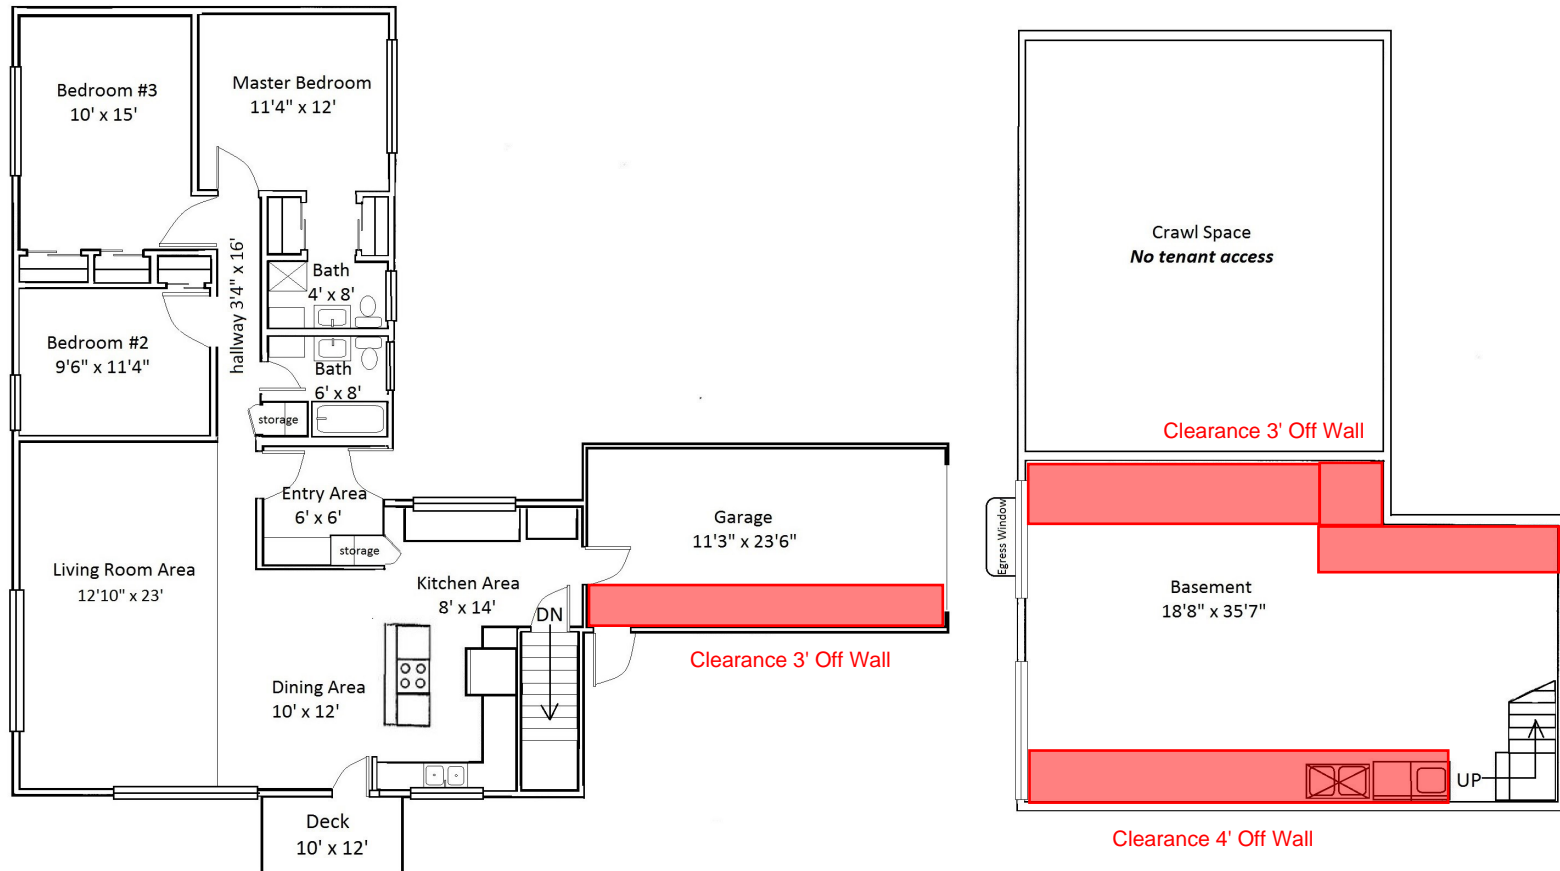 Bedroom #3
10' x 15'
Master Bedroom
11'4" x 12'
hallway 3'4" x 16'
Bath
4' x 8'
Bedroom #2
9'6" x 11'4"
Bath
6' x 8'
storage
Entry Area
6' x 6'
storage
Living Room Area
12'10" x 23'
Kitchen Area
8' x 14'
DN
Dining Area
10' x 12'
Deck
10' x 12'
Garage
11'3" x 23'6"
Clearance 3' Off Wall
Crawl Space
No tenant access
Clearance 3' Off Wall
Egress Window
Basement
18'8" x 35'7"
UP
Clearance 4' Off Wall